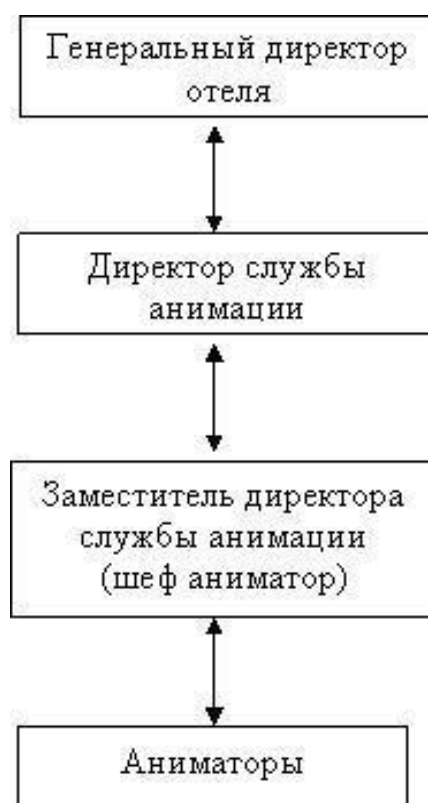 Генеральный директор
отеля
Директор службы
анимации
Заместитель директора
службы анимации
(шеф аниматор)
Аниматоры